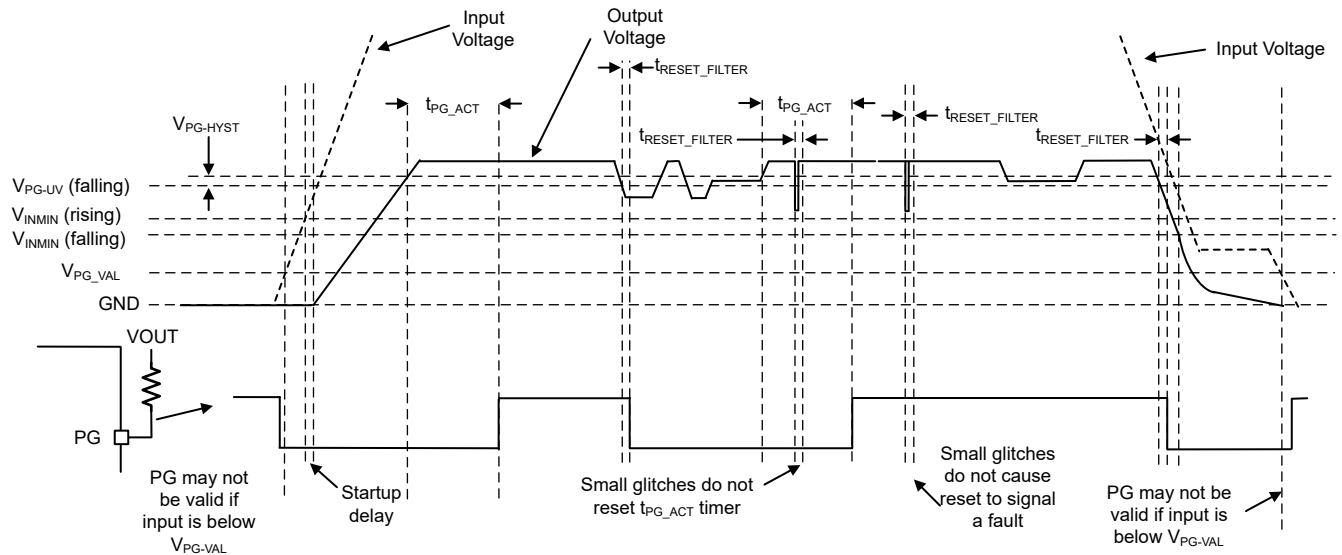 Input
Voltage
Output
Voltage
Input Voltage
tRESET_FILTER
tPG_ACT
tPG_ACT
VPG-HYST
tRESET_FILTER
tRESET_FILTER
tRESET_FILTER
VPG-UV (falling)
VINMIN (rising)
VINMIN (falling)
VPG_VAL
GND
VOUT
PG
PG may not
be valid if
input is below
VPG-VAL
Startup
delay
Small glitches do not
reset tPG_ACT timer
Small glitches
do not cause
reset to signal
a fault
PG may not be
valid if input is
below VPG-VAL